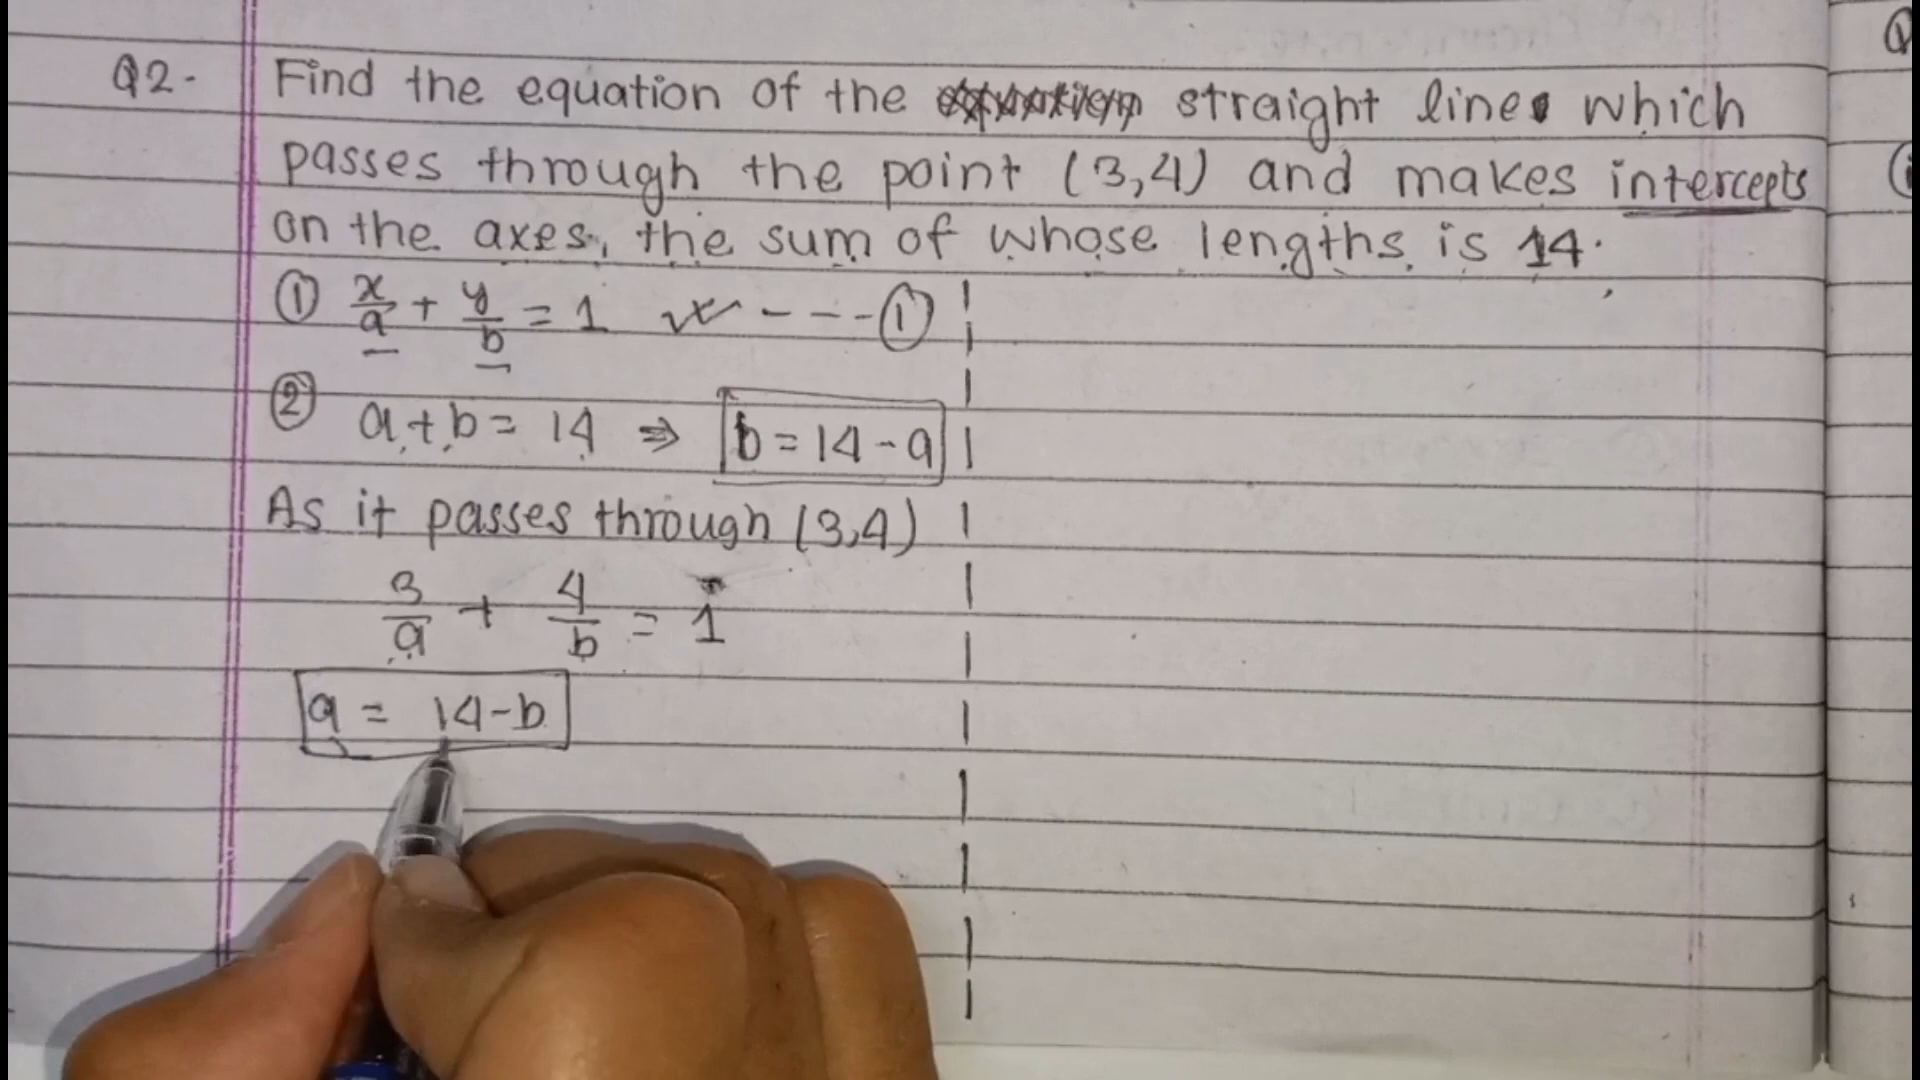 Q2- Find the equation of the straight line which
passes through the point (3,4) and makes intercepts
on the axes, the sum of whose lengths is 14.
① x/a + y/b = 1 ---①
② a+b = 14 ⇒ b = 14-a
As it passes through (3,4)
3/a + 4/b = 1
a = 14-b